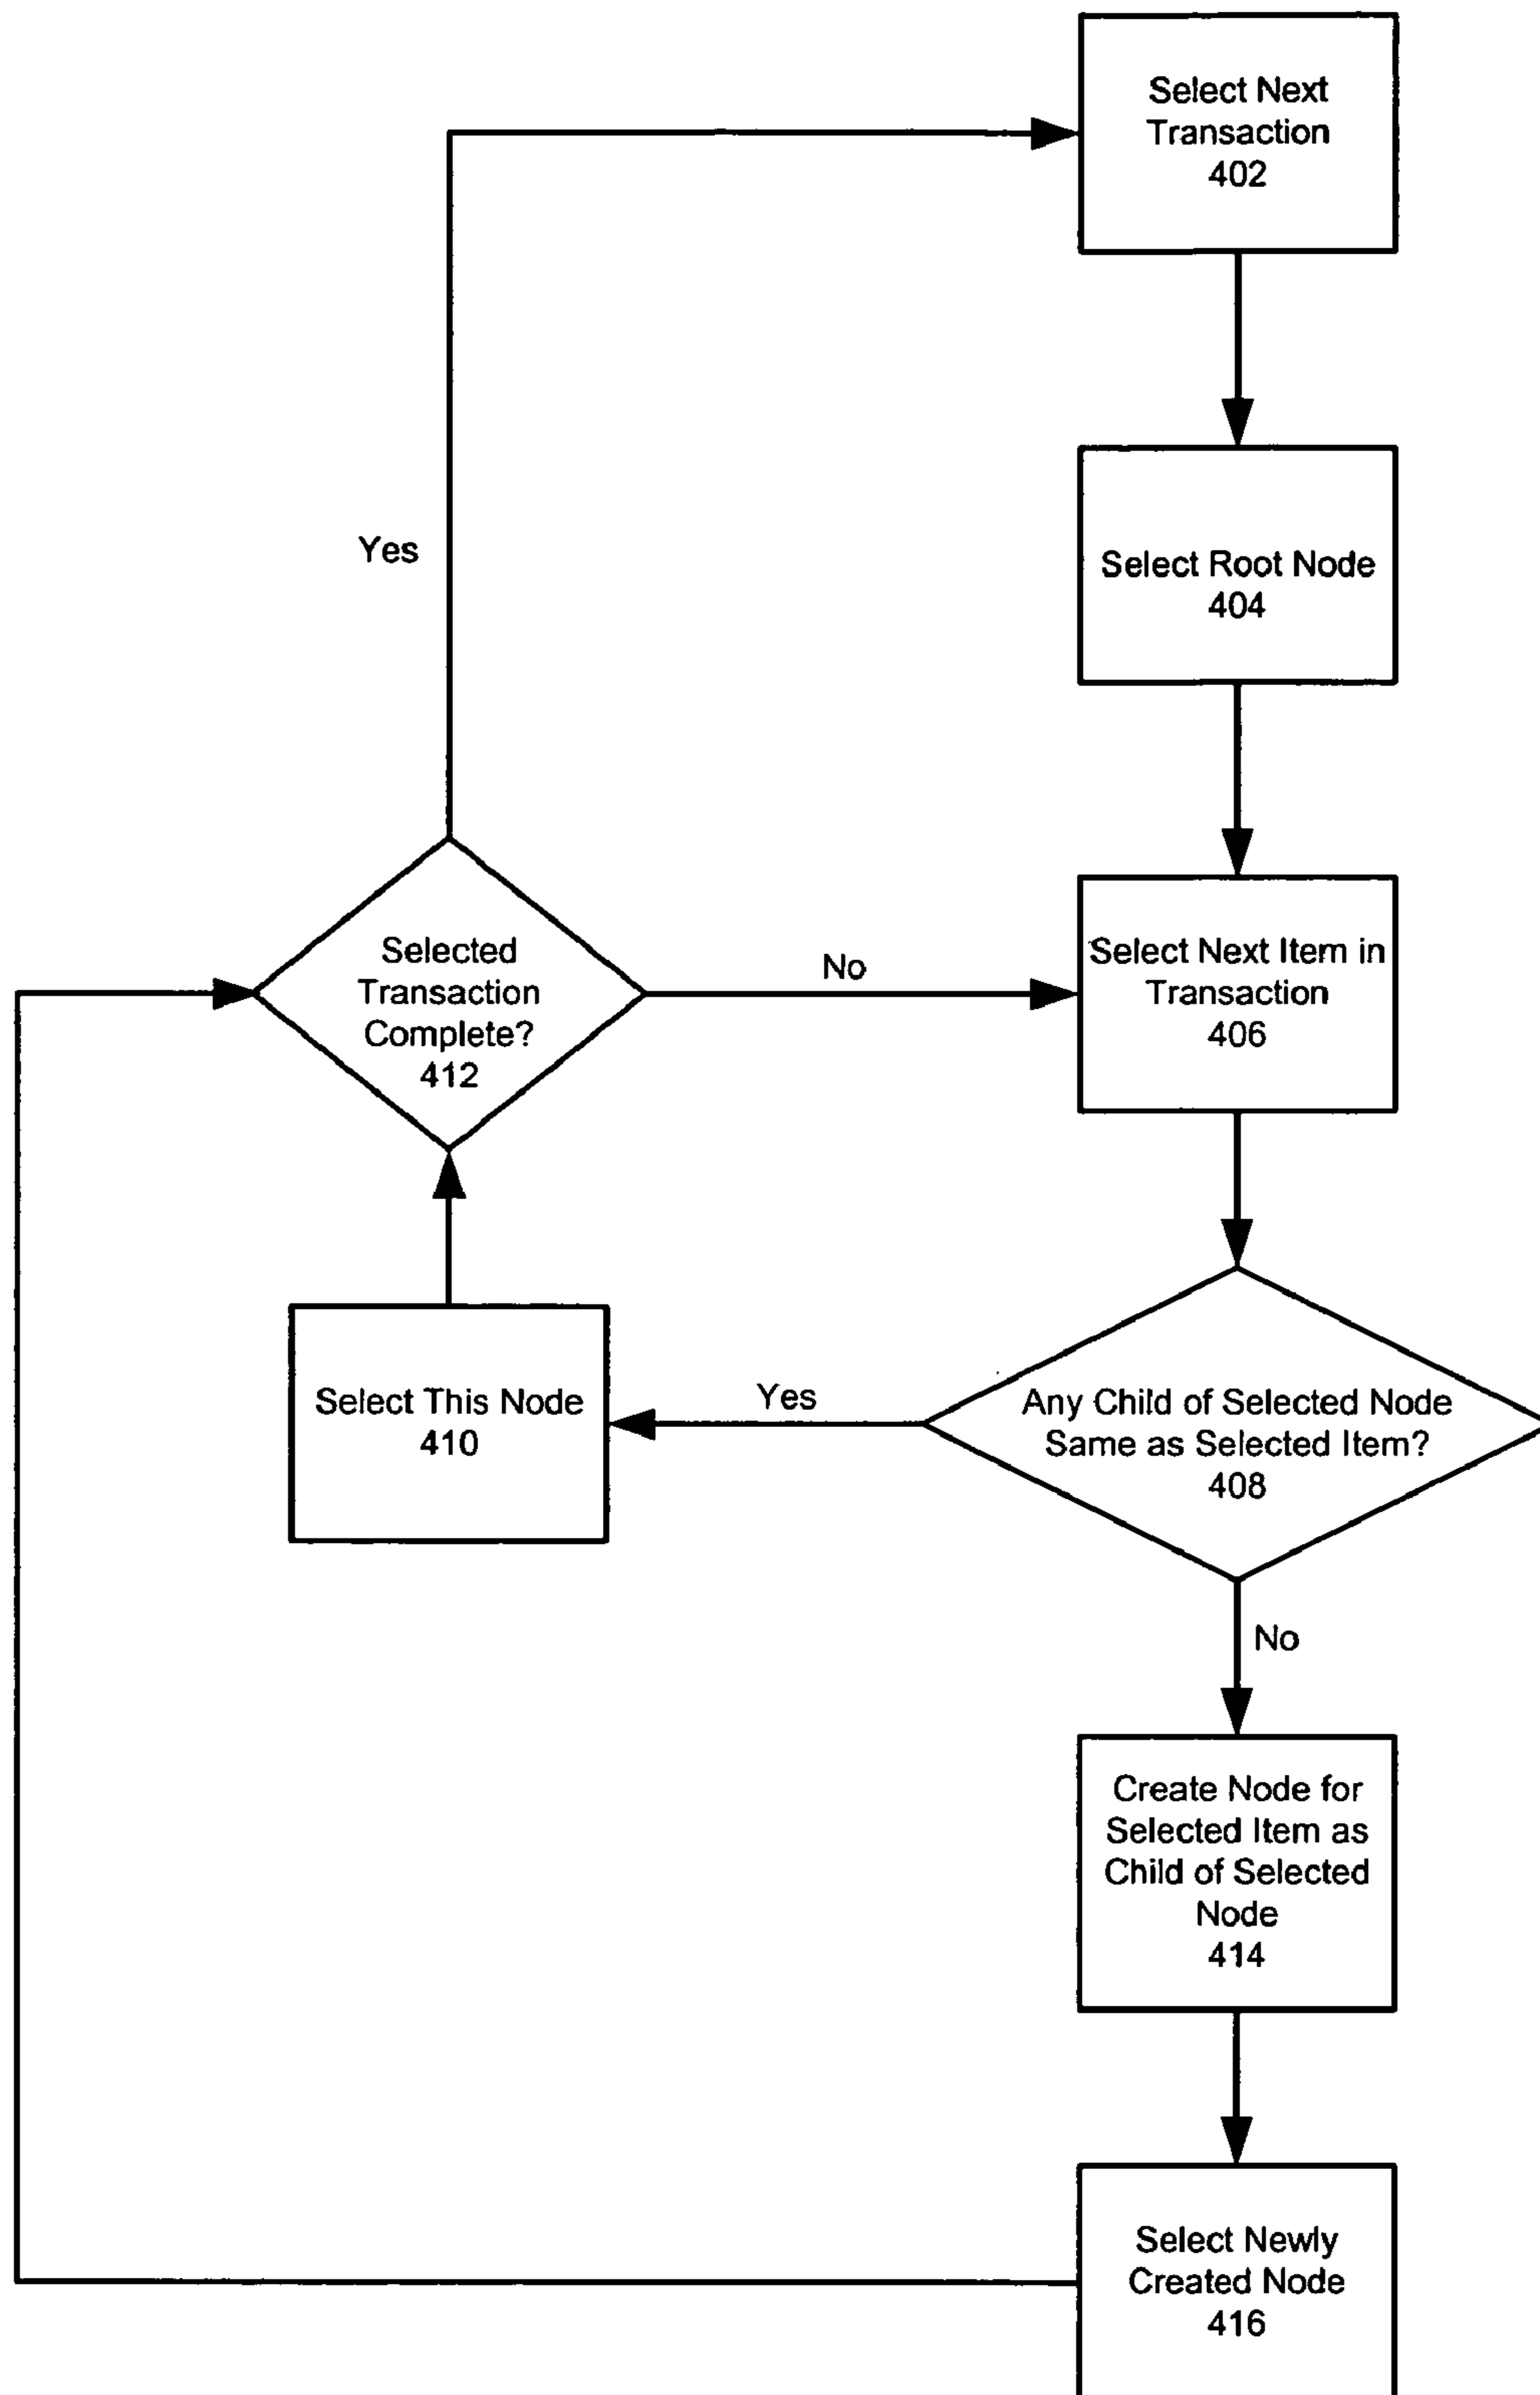 Select Next
Transaction
402
Yes
Select Root Node
404
Selected
Transaction
Complete?
412
No
Select Next Item in
Transaction
406
Select This Node
410
Yes
Any Child of Selected Node
Same as Selected Item?
408
No
Create Node for
Selected Item as
Child of Selected
Node
414
Select Newly
Created Node
416